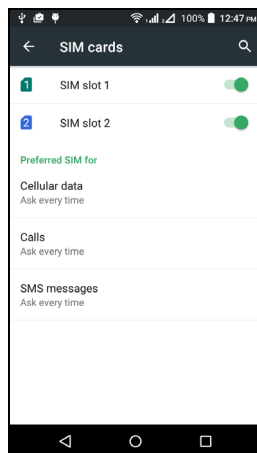 100% 12:47 PM
SIM cards
1 SIM slot 1
2 SIM slot 2
Preferred SIM for
Cellular data
Ask every time
Calls
Ask every time
SMS messages
Ask every time